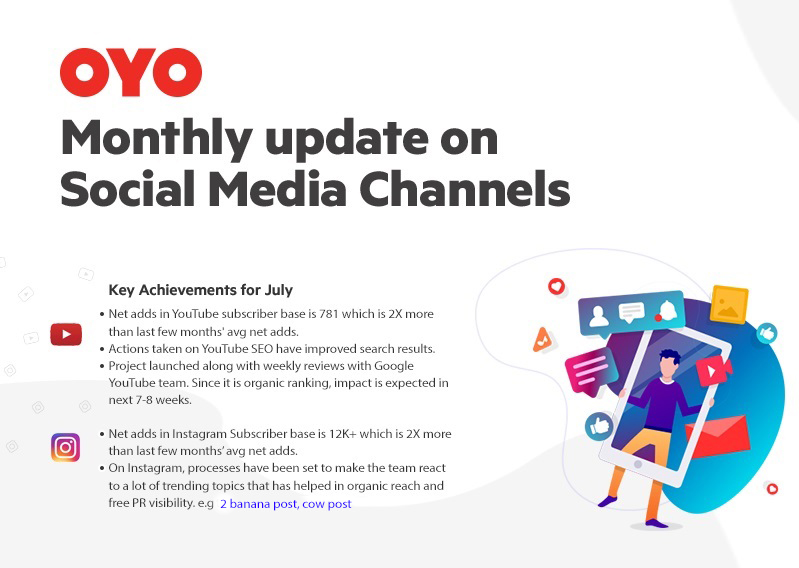 OYO
Monthly update on
Social Media Channels
Key Achievements for July
• Net adds in YouTube subscriber base is 781 which is 2X more
than last few months' avg net adds.
• Actions taken on YouTube SEO have improved search results.
• Project launched along with weekly reviews with Google
YouTube team. Since it is organic ranking, impact is expected in
next 7-8 weeks.
• Net adds in Instagram Subscriber base is 12K+ which is 2X more
than last few months' avg net adds.
• On Instagram, processes have been set to make the team react
to a lot of trending topics that has helped in organic reach and
free PR visibility. e.g 2 banana post, cow post